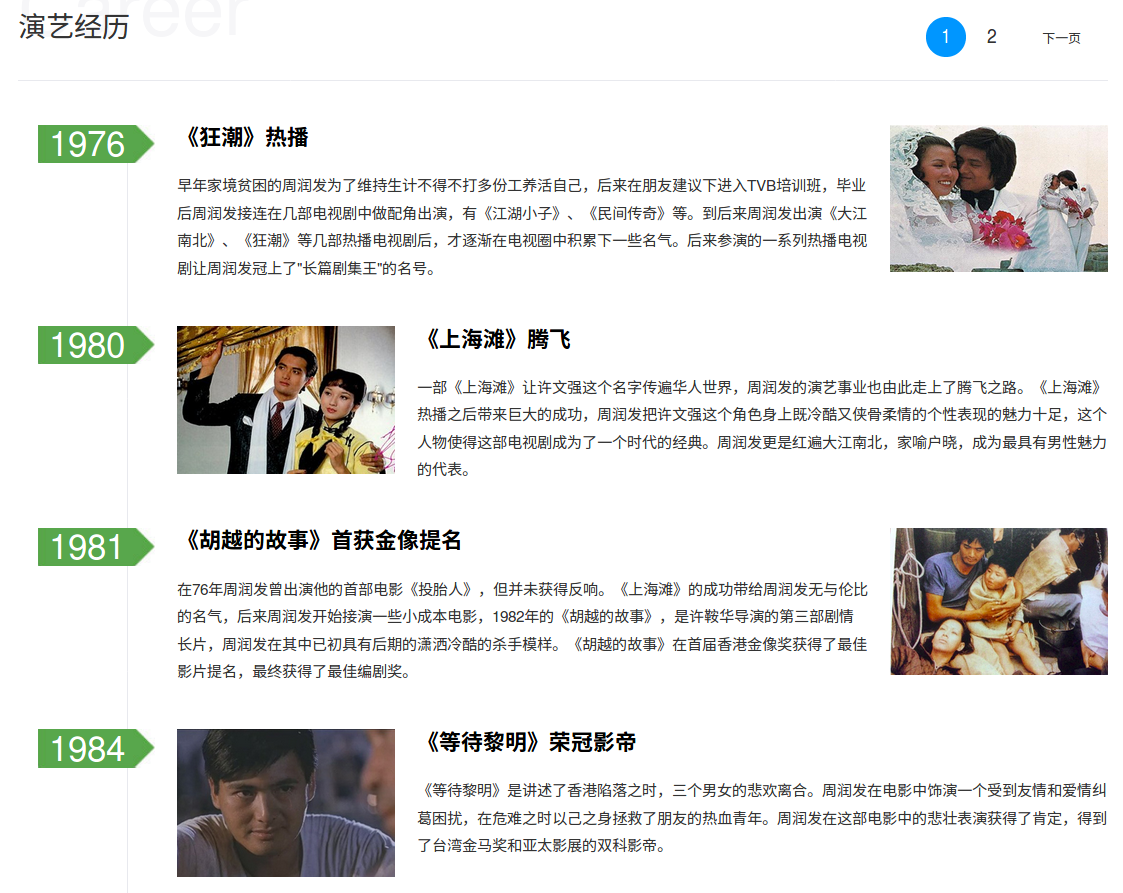 Career
演艺经历
1 2 下一页
1976
《狂潮》热播
早年家境贫困的周润发为了维持生计不得不打多份工养活自己，后来在朋友建议下进入TVB培训班，毕业
后周润发接连在几部电视剧中做配角出演，有《江湖小子》、《民间传奇》等。到后来周润发出演《大江
南北》、《狂潮》等几部热播电视剧后，才逐渐在电视圈中积累下一些名气。后来参演的一系列热播电视
剧让周润发冠上了"长篇剧集王"的名号。
1980
《上海滩》腾飞
一部《上海滩》让许文强这个名字传遍华人世界，周润发的演艺事业也由此走上了腾飞之路。《上海滩》
热播之后带来巨大的成功，周润发把许文强这个角色身上既冷酷又侠骨柔情的个性表现的魅力十足，这个
人物使得这部电视剧成为了一个时代的经典。周润发更是红遍大江南北，家喻户晓，成为最具有男性魅力
的代表。
1981
《胡越的故事》首获金像提名
在76年周润发曾出演他的首部电影《投胎人》，但并未获得反响。《上海滩》的成功带给周润发无与伦比
的名气，后来周润发开始接演一些小成本电影，1982年的《胡越的故事》，是许鞍华导演的第三部剧情
长片，周润发在其中已初具有后期的潇洒冷酷的杀手模样。《胡越的故事》在首届香港金像奖获得了最佳
影片提名，最终获得了最佳编剧奖。
1984
《等待黎明》荣冠影帝
《等待黎明》是讲述了香港陷落之时，三个男女的悲欢离合。周润发在电影中饰演一个受到友情和爱情纠
葛困扰，在危难之时以己之身拯救了朋友的热血青年。周润发在这部电影中的悲壮表演获得了肯定，得到
了台湾金马奖和亚太影展的双料影帝。